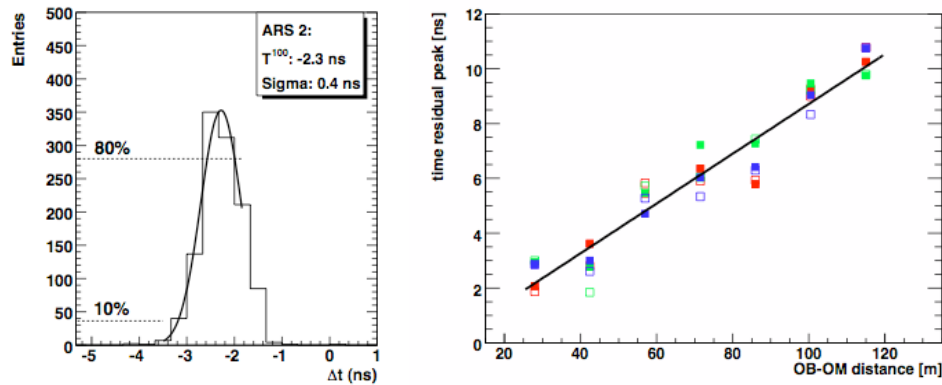 Entries
500
450
400
350
300
250
200
150
100
50
0
80%
10%
ARS 2:
T¹⁰⁰: -2.3 ns
Sigma: 0.4 ns
-5 -4 -3 -2 -1 0 1
Δt (ns)
time residual peak [ns]
12
10
8
6
4
2
0
20 40 60 80 100 120
OB-OM distance [m]